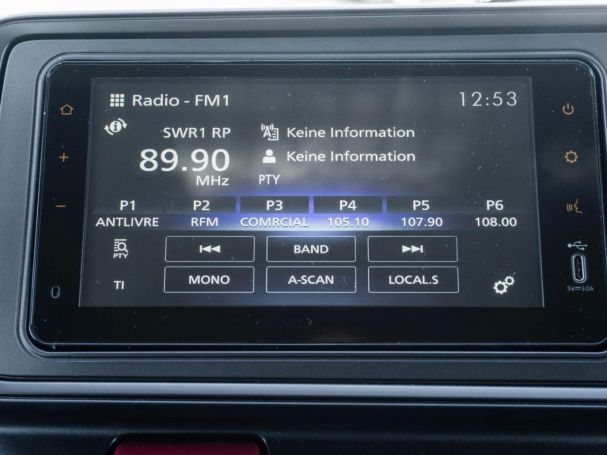 Radio - FM1 12:53
SWR1 RP Keine Information
89.90 Keine Information
MHz PTY
P1 P2 P3 P4 P5 P6
ANTLIVRE RFM COMRCIAL 105.10 107.90 108.00
PTY BAND
TI MONO A-SCAN LOCAL.S
5V⎓3.0A